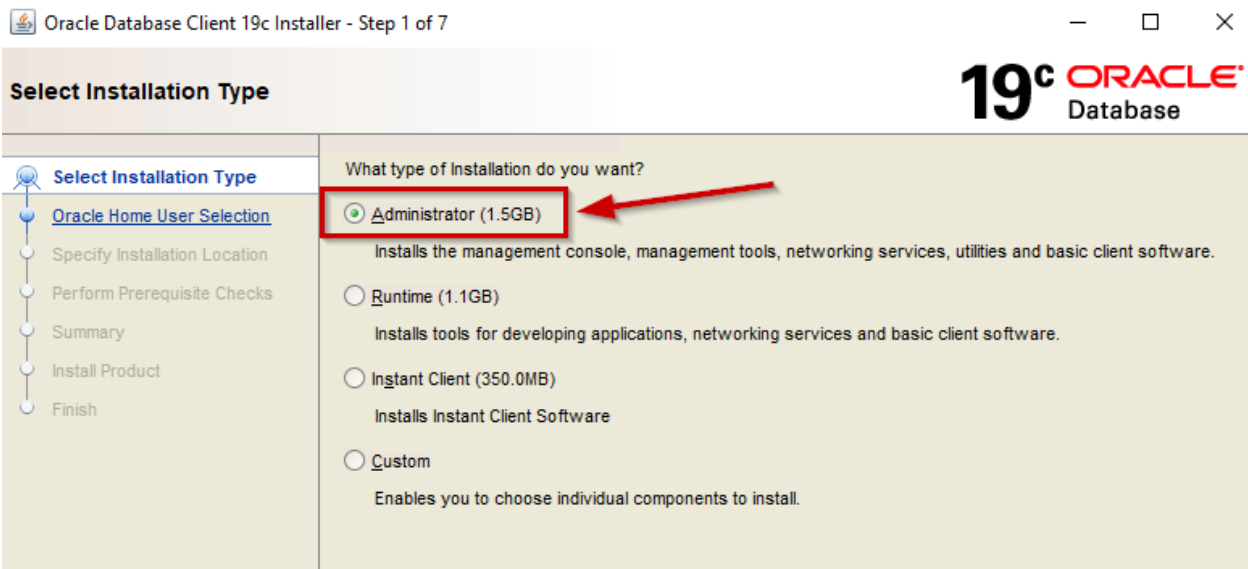 Oracle Database Client 19c Installer - Step 1 of 7
Select Installation Type
19c ORACLE
Database
Select Installation Type
Oracle Home User Selection
Specify Installation Location
Perform Prerequisite Checks
Summary
Install Product
Finish
What type of Installation do you want?
Administrator (1.5GB)
Installs the management console, management tools, networking services, utilities and basic client software.
Runtime (1.1GB)
Installs tools for developing applications, networking services and basic client software.
Instant Client (350.0MB)
Installs Instant Client Software
Custom
Enables you to choose individual components to install.